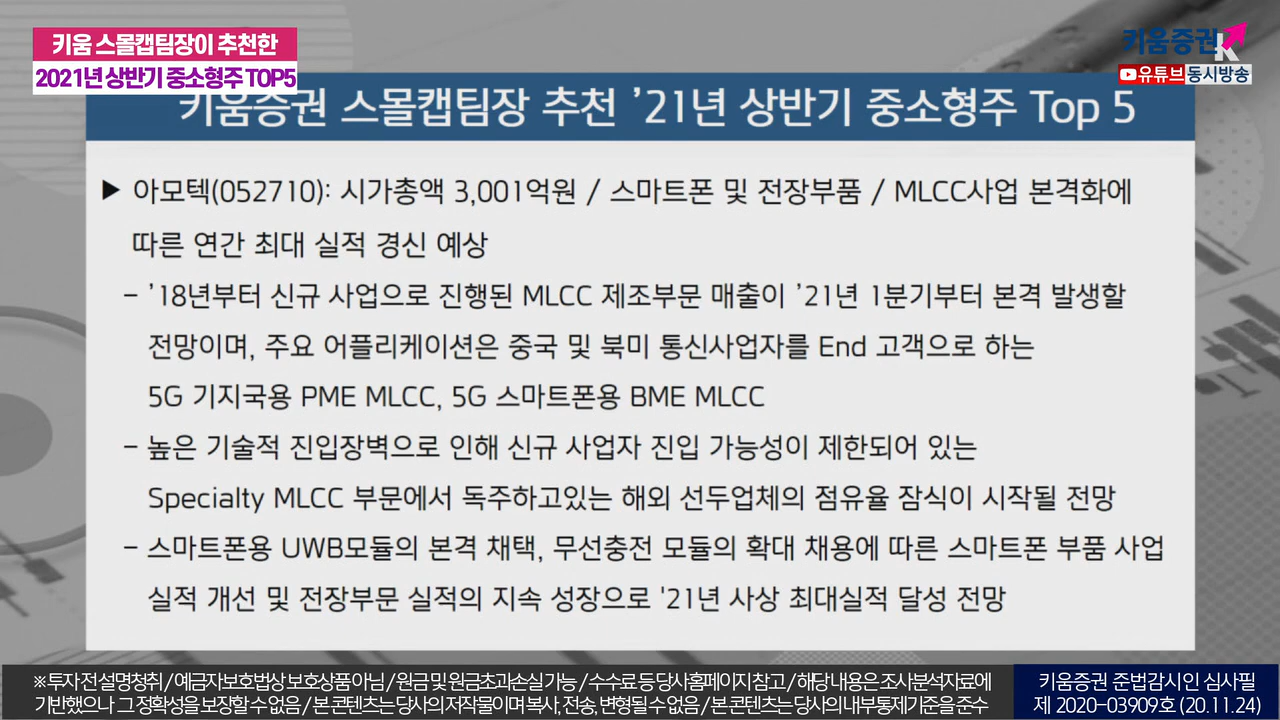 키움 스몰캡팀장이 추천한
2021년 상반기 중소형주 TOP5
키움증권
유튜브동시방송
키움증권 스몰캡팀장 추천 ’21년 상반기 중소형주 Top 5
▶ 아모텍(052710): 시가총액 3,001억원 / 스마트폰 및 전장부품 / MLCC사업 본격화에
따른 연간 최대 실적 경신 예상
- ’18년부터 신규 사업으로 진행된 MLCC 제조부문 매출이 ’21년 1분기부터 본격 발생할
전망이며, 주요 어플리케이션은 중국 및 북미 통신사업자를 End 고객으로 하는
5G 기지국용 PME MLCC, 5G 스마트폰용 BME MLCC
- 높은 기술적 진입장벽으로 인해 신규 사업자 진입 가능성이 제한되어 있는
Specialty MLCC 부문에서 독주하고있는 해외 선두업체의 점유율 잠식이 시작될 전망
- 스마트폰용 UWB모듈의 본격 채택, 무선충전 모듈의 확대 채용에 따른 스마트폰 부품 사업
실적 개선 및 전장부문 실적의 지속 성장으로 '21년 사상 최대실적 달성 전망
※ 투자 전 설명청취 / 예금자보호법상 보호상품 아님 / 원금 및 원금초과손실 가능 / 수수료 등 당사홈페이지 참고 / 해당 내용은 조사분석자료에
기반했으나 그 정확성을 보장할 수 없음 / 본 콘텐츠는 당사의 저작물이며 복사, 전송, 변형될 수 없음 / 본 콘텐츠는 당사의 내부통제기준을 준수
키움증권 준법감시인 심사필
제 2020-03909호 (20.11.24)